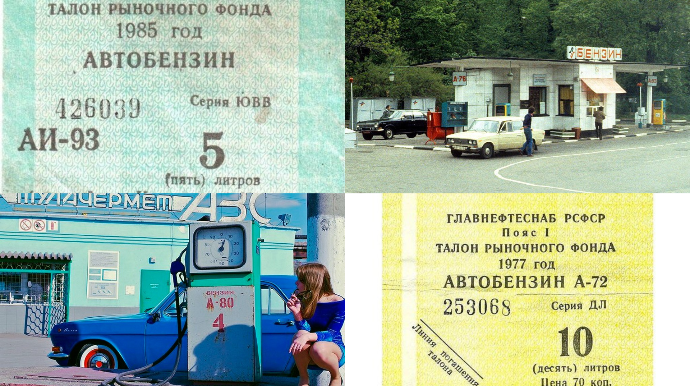 ТАЛОН РЫНОЧНОГО ФОНДА
1985 год
АВТОБЕНЗИН
426039
Серия ЮВВ
АИ-93
5
(пять) литров
БЕНЗИН
А-76
ТУЛАЧЕРМЕТ
АЗС
БЕНЗИН
А-80
4
ГЛАВНЕФТЕСНАБ РСФСР
Пояс I
ТАЛОН РЫНОЧНОГО ФОНДА
1977 год
АВТОБЕНЗИН А-72
253068
Серия ДЛ
10
(десять) литров
Цена 70 коп.
Линия погашения
талона